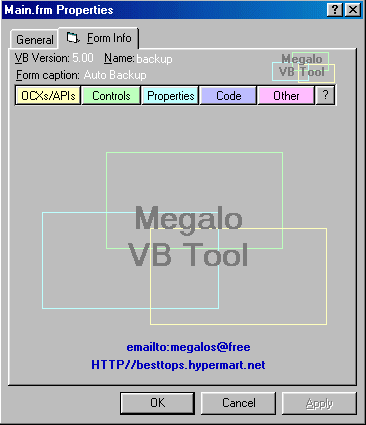 Main.frm Properties
General Form Info
VB Version: 5.00 Name: backup
Form caption: Auto Backup
Megalo
VB Tool
OCXs/APIs Controls Properties Code Other ?
Megalo
VB Tool
emailto:megalos@free
HTTP//besttops.hypermart.net
OK Cancel Apply